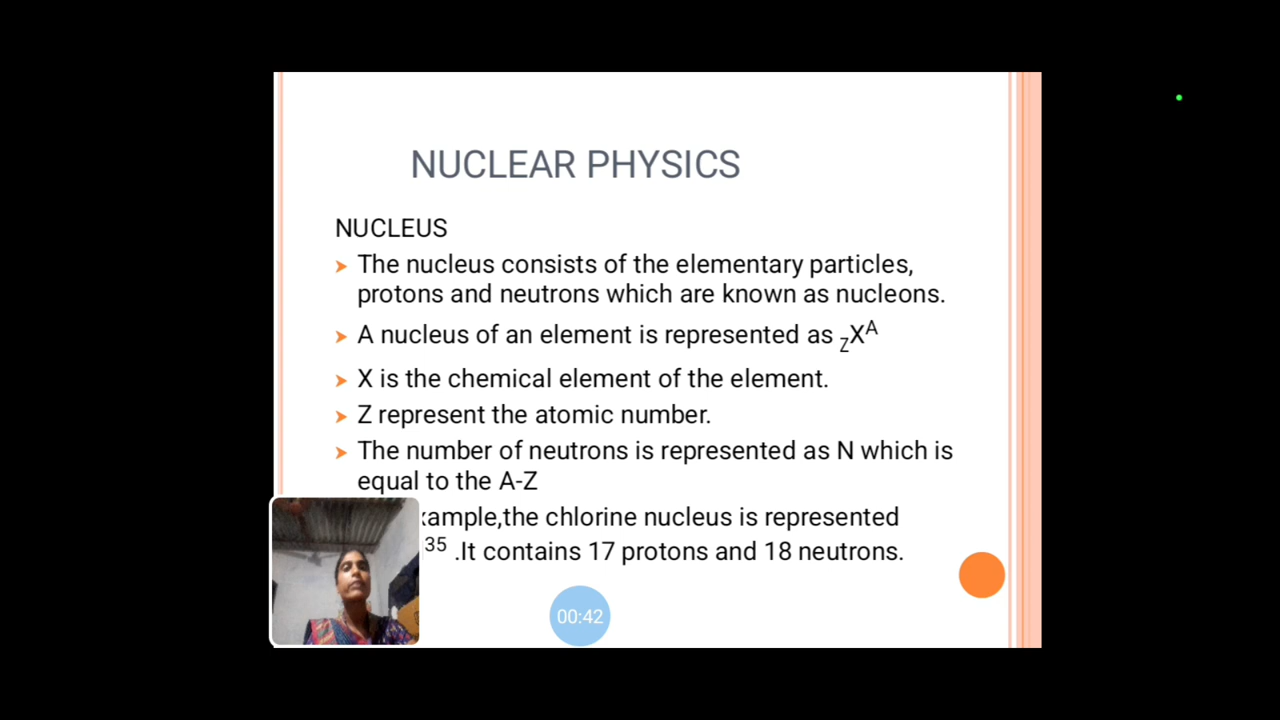 NUCLEAR PHYSICS
NUCLEUS
The nucleus consists of the elementary particles,
protons and neutrons which are known as nucleons.
A nucleus of an element is represented as ZX^A
X is the chemical element of the element.
Z represent the atomic number.
The number of neutrons is represented as N which is
equal to the A-Z
the chlorine nucleus is represented
35 .It contains 17 protons and 18 neutrons.
00:42